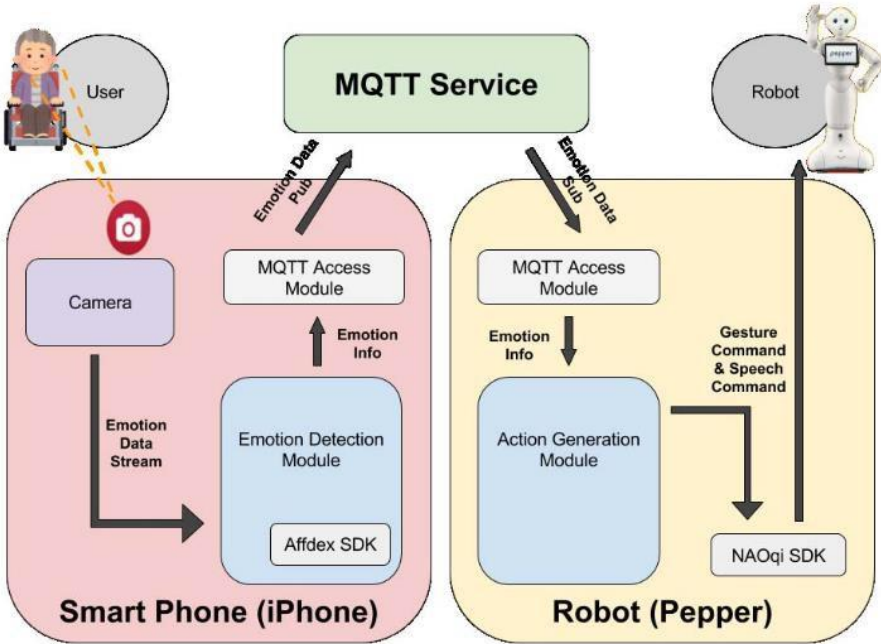 User
MQTT Service
Robot
pepper
Emotion Data
Pub
Emotion Data
Sub
Camera
MQTT Access
Module
Emotion
Info
Emotion
Data
Stream
Emotion Detection
Module
Affdex SDK
Smart Phone (iPhone)
MQTT Access
Module
Emotion
Info
Gesture
Command
& Speech
Command
Action Generation
Module
NAOqi SDK
Robot (Pepper)